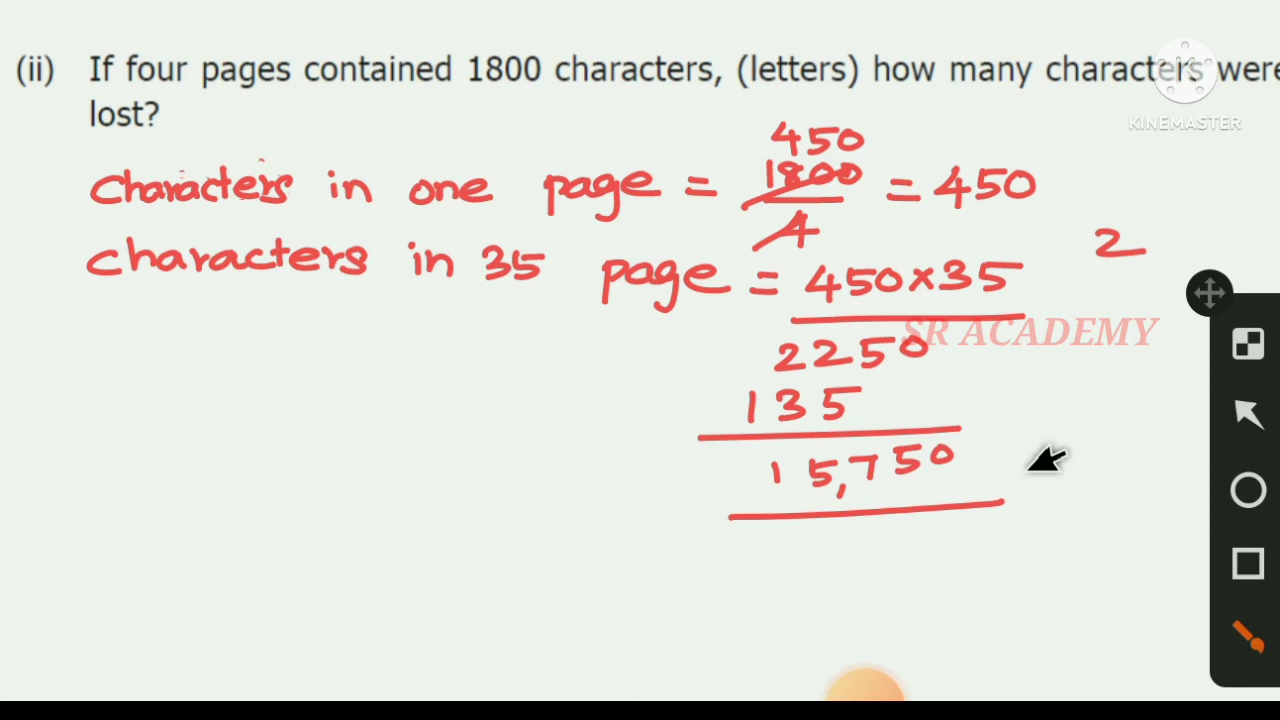 (ii) If four pages contained 1800 characters, (letters) how many characters were
lost?
KINEMASTER
450
characters in one page = 1800 = 450
4
characters in 35 page = 450×35
2
SR ACADEMY
2250
135
15,750